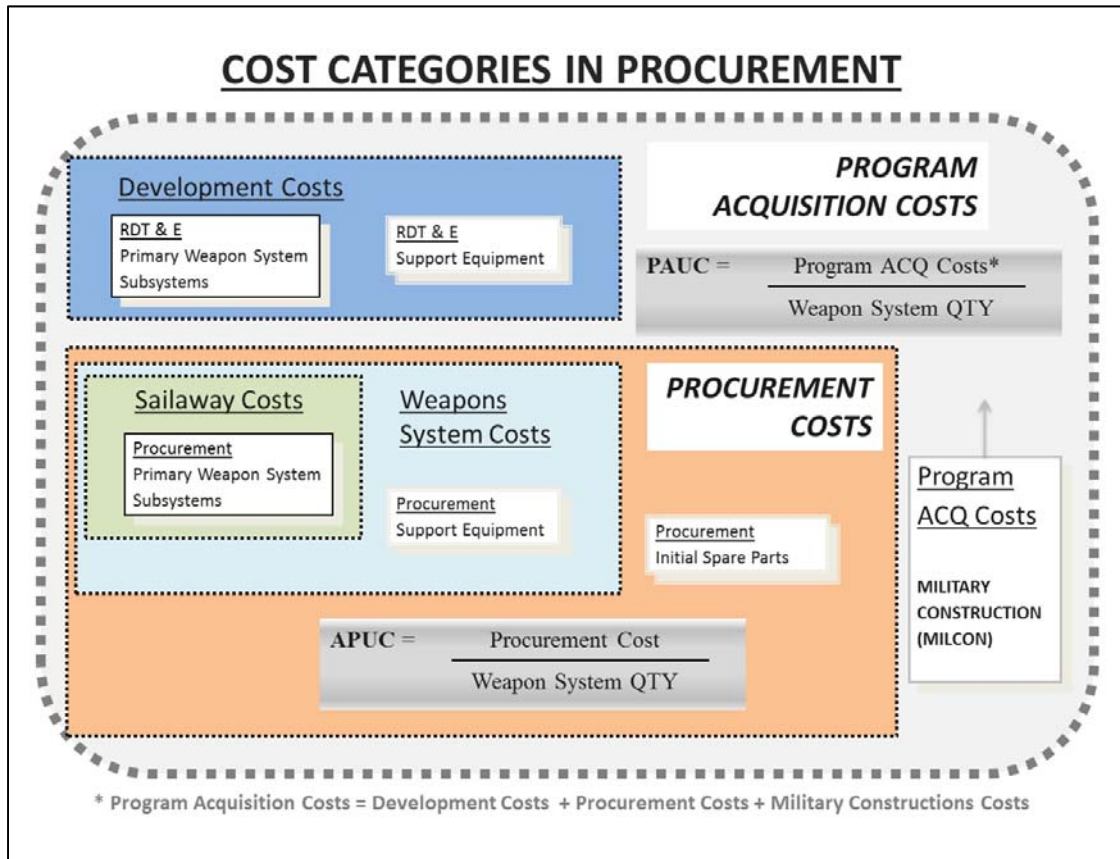 COST CATEGORIES IN PROCUREMENT
Development Costs
RDT & E
Primary Weapon System
Subsystems
RDT & E
Support Equipment
PROGRAM
ACQUISITION COSTS
PAUC = Program ACQ Costs*
Weapon System QTY
Sailaway Costs
Procurement
Primary Weapon System
Subsystems
Weapons
System Costs
Procurement
Support Equipment
PROCUREMENT
COSTS
Procurement
Initial Spare Parts
APUC = Procurement Cost
Weapon System QTY
Program
ACQ Costs
MILITARY
CONSTRUCTION
(MILCON)
* Program Acquisition Costs = Development Costs + Procurement Costs + Military Constructions Costs